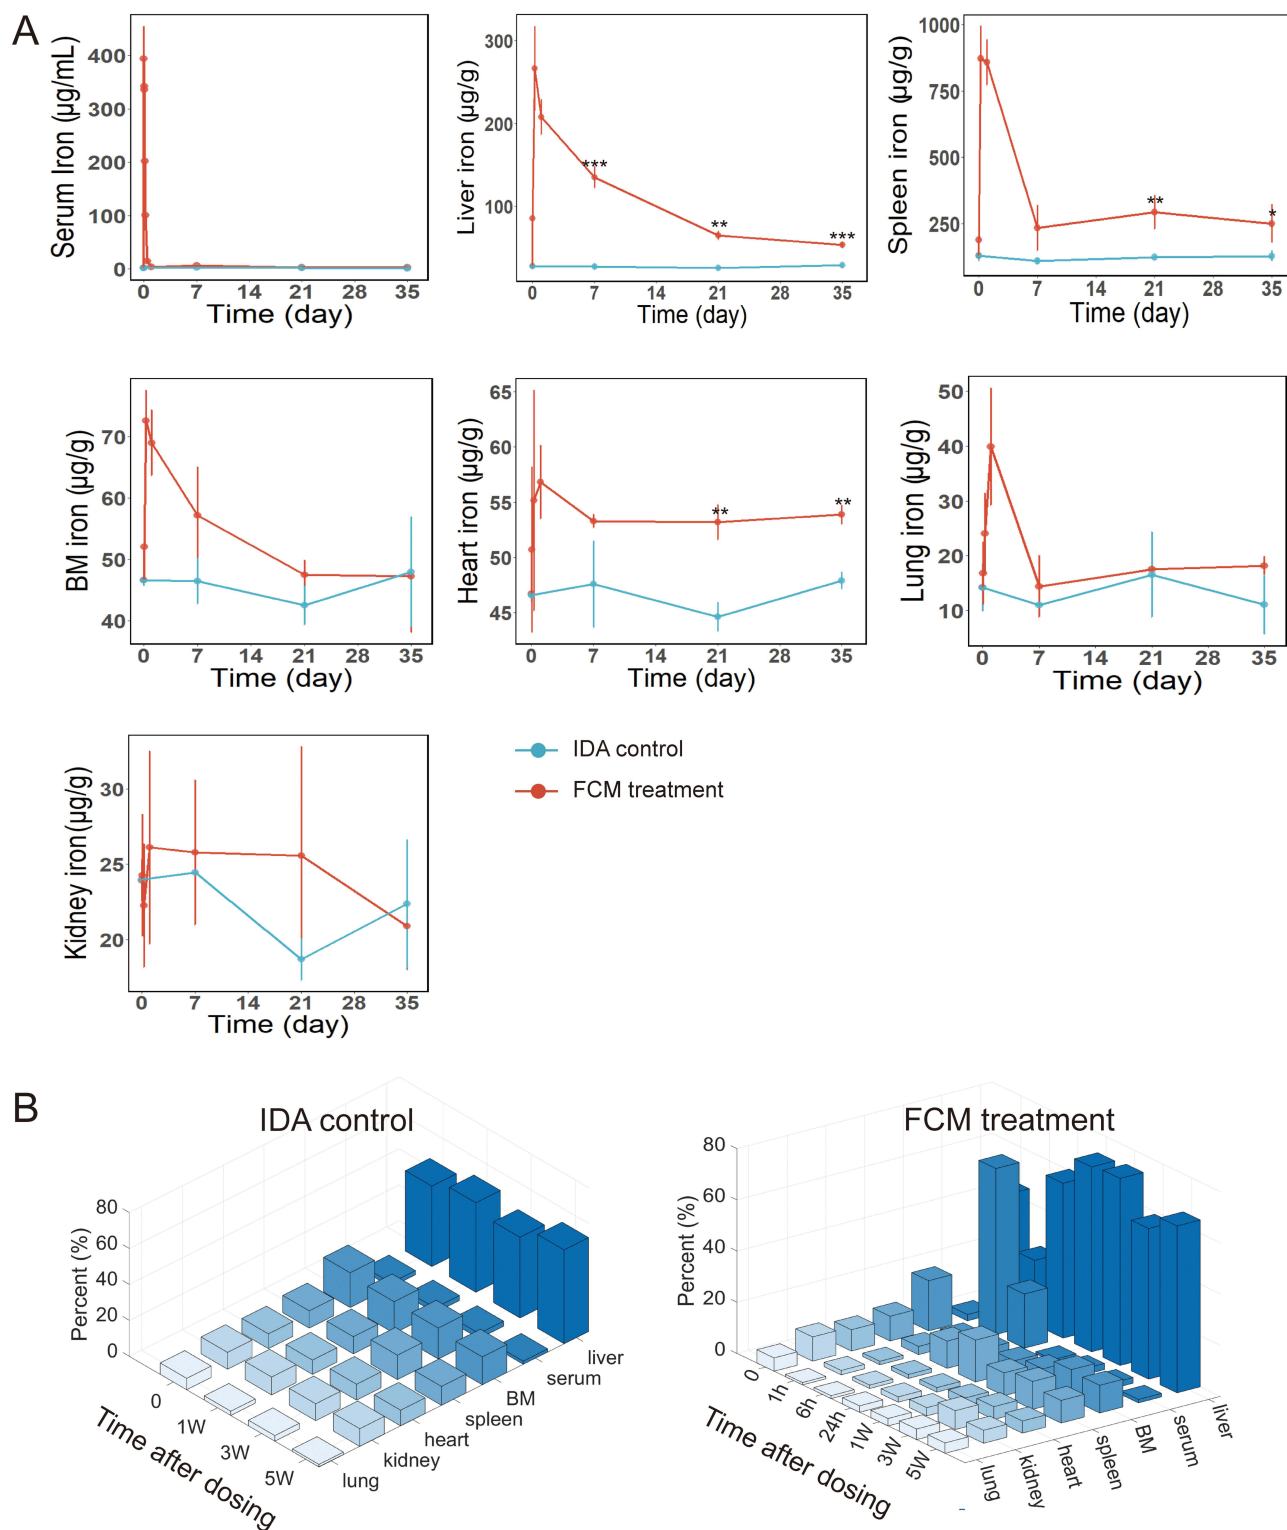 A
Serum Iron (µg/mL)
400
300
200
100
0
0 7 14 21 28 35
Time (day)
Liver iron (µg/g)
300
200
100
***
**
***
0 7 14 21 28 35
Time (day)
Spleen iron (µg/g)
1000
750
500
250
**
*
0 7 14 21 28 35
Time (day)
BM iron (µg/g)
70
60
50
40
0 7 14 21 28 35
Time (day)
Heart iron (µg/g)
65
60
55
50
45
**
**
0 7 14 21 28 35
Time (day)
Lung iron (µg/g)
50
40
30
20
10
0 7 14 21 28 35
Time (day)
Kidney iron(µg/g)
30
25
20
0 7 14 21 28 35
Time (day)
IDA control
FCM treatment
B
IDA control
Percent (%)
80
60
40
20
0
0
1W
3W
5W
Time after dosing
lung
kidney
heart
spleen
BM
serum
liver
FCM treatment
Percent (%)
80
60
40
20
0
0
1h
6h
24h
1W
3W
5W
Time after dosing
lung
kidney
heart
spleen
BM
serum
liver